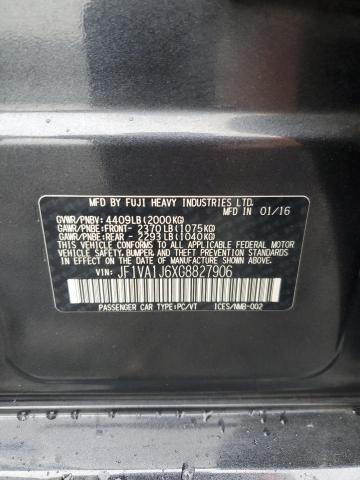 MFD BY FUJI HEAVY INDUSTRIES LTD.
MFD IN 01/16
GVWR/PNBV: 4409LB(2000KG)
GAWR/PNBE:FRONT- 2370LB(1075KG)
GAWR/PNBE:REAR - 2293LB(1040KG)
THIS VEHICLE CONFORMS TO ALL APPLICABLE FEDERAL MOTOR
VEHICLE SAFETY, BUMPER, AND THEFT PREVENTION STANDARDS
IN EFFECT ON THE DATE OF MANUFACTURE SHOWN ABOVE.
VIN: JF1VA1J6XG8827906
PASSENGER CAR TYPE:PC/VT ICES/NMB-002